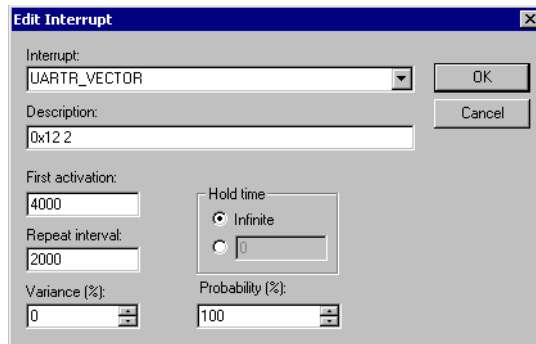 Edit Interrupt
Interrupt:
UARTR_VECTOR
OK
Description:
Cancel
0x12 2
First activation:
4000
Hold time
Infinite
0
Repeat interval:
2000
Variance (%):
0
Probability (%):
100